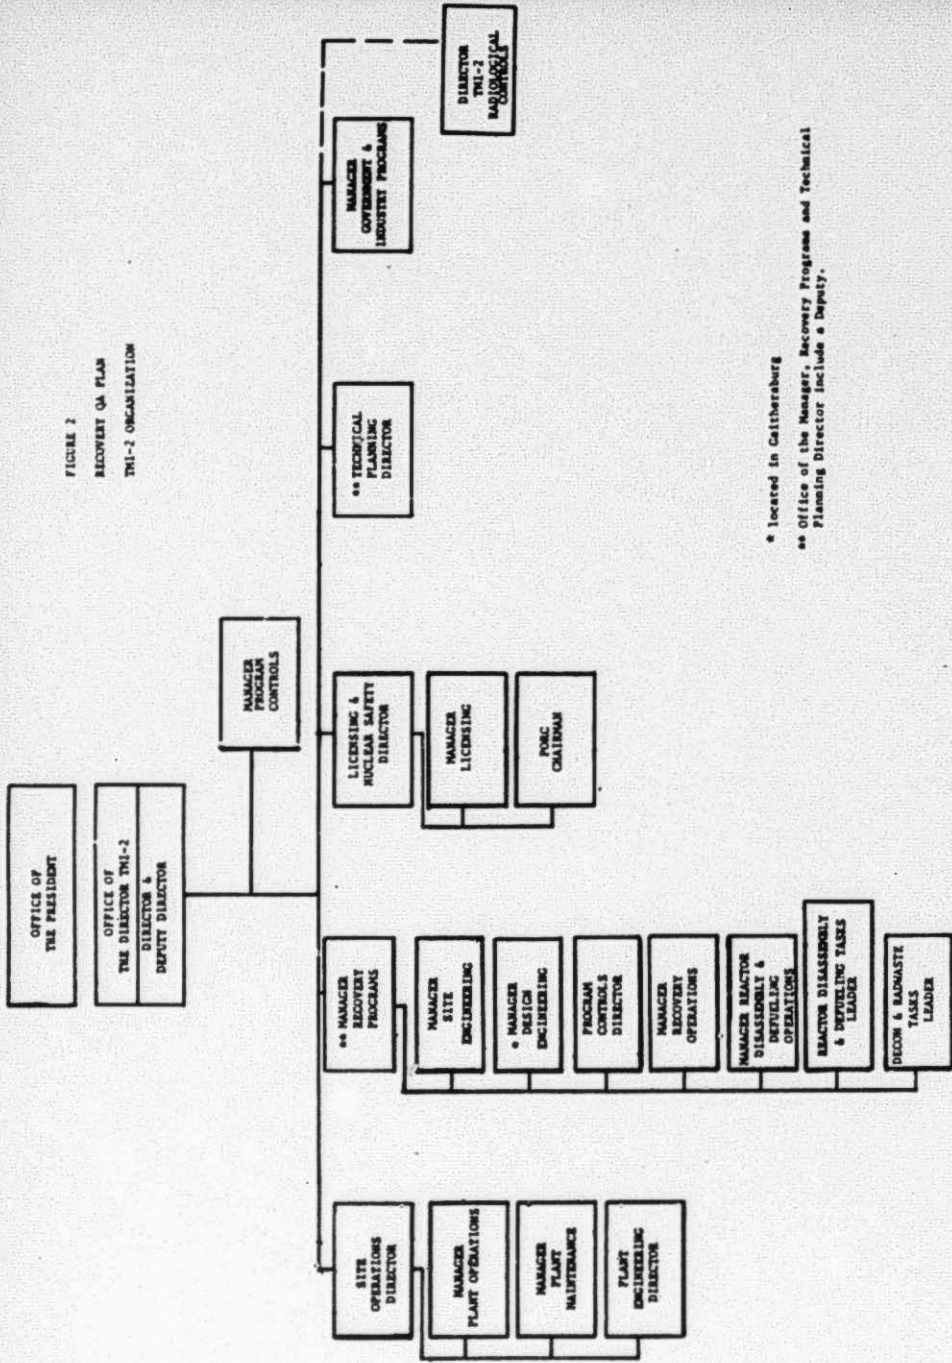 FIGURE 2
RECOVERY QA PLAN
TMI-2 ORGANIZATION
OFFICE OF
THE PRESIDENT
OFFICE OF
THE DIRECTOR TMI-2
DIRECTOR &
DEPUTY DIRECTOR
MANAGER
PROGRAM
CONTROLS
SITE
OPERATIONS
DIRECTOR
MANAGER
PLANT OPERATIONS
MANAGER
PLANT
MAINTENANCE
PLANT
ENGINEERING
DIRECTOR
** MANAGER
RECOVERY
PROGRAMS
MANAGER
SITE
ENGINEERING
* MANAGER
DESIGN
ENGINEERING
PROGRAM
CONTROLS
DIRECTOR
MANAGER
RECOVERY
OPERATIONS
MANAGER REACTOR
DISASSEMBLY &
DEFUELING
OPERATIONS
REACTOR DISASSEMBLY
& DEFUELING TASKS
LEADER
DECON & RADWASTE
TASKS
LEADER
LICENSING &
NUCLEAR SAFETY
DIRECTOR
MANAGER
LICENSING
PORC
CHAIRMAN
** TECHNICAL
PLANNING
DIRECTOR
MANAGER
GOVERNMENT &
INDUSTRY PROGRAMS
DIRECTOR
TMI-2
RADIOLOGICAL
CONTROLS
* located in Gaithersburg
** Office of the Manager, Recovery Programs and Technical
Planning Director include a Deputy.